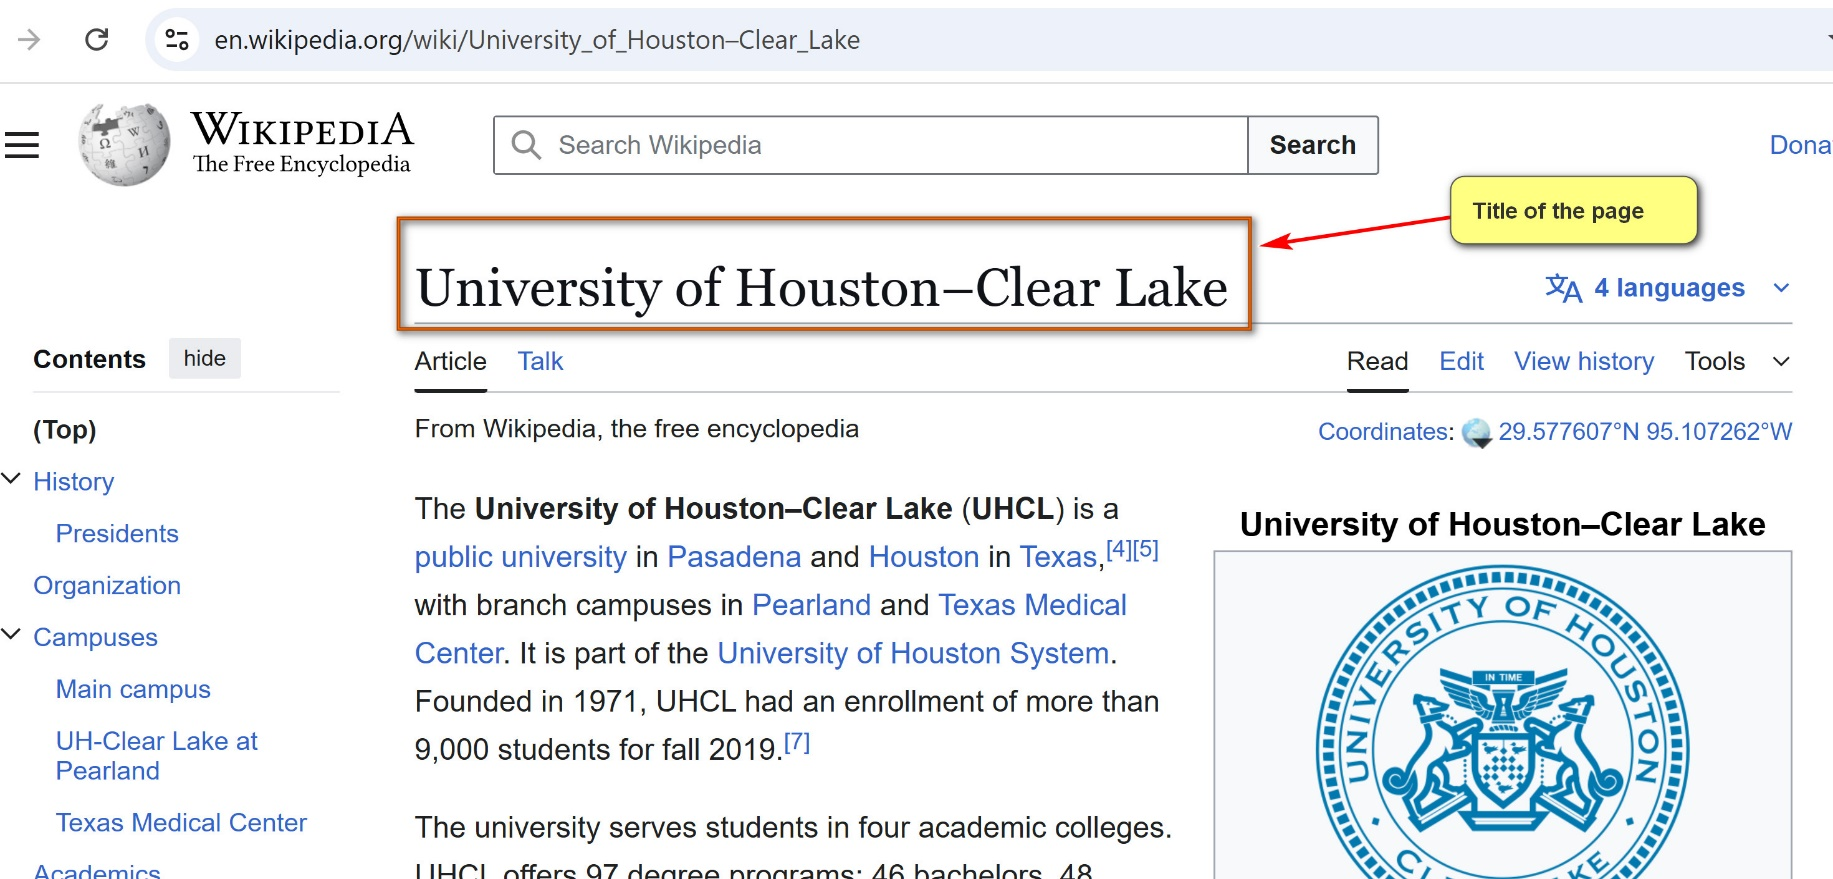 en.wikipedia.org/wiki/University_of_Houston–Clear_Lake
WIKIPEDIA
The Free Encyclopedia
Search Wikipedia
Search
Dona
Title of the page
University of Houston–Clear Lake
4 languages
Contents
hide
Article
Talk
Read
Edit
View history
Tools
(Top)
History
Presidents
Organization
Campuses
Main campus
UH-Clear Lake at
Pearland
Texas Medical Center
Academics
From Wikipedia, the free encyclopedia
Coordinates: 29.577607°N 95.107262°W
The University of Houston–Clear Lake (UHCL) is a
public university in Pasadena and Houston in Texas,[4][5]
with branch campuses in Pearland and Texas Medical
Center. It is part of the University of Houston System.
Founded in 1971, UHCL had an enrollment of more than
9,000 students for fall 2019.[7]
The university serves students in four academic colleges.
UHCL offers 97 degree programs: 46 bachelors, 48
University of Houston–Clear Lake
UNIVERSITY OF HOUSTON
IN TIME